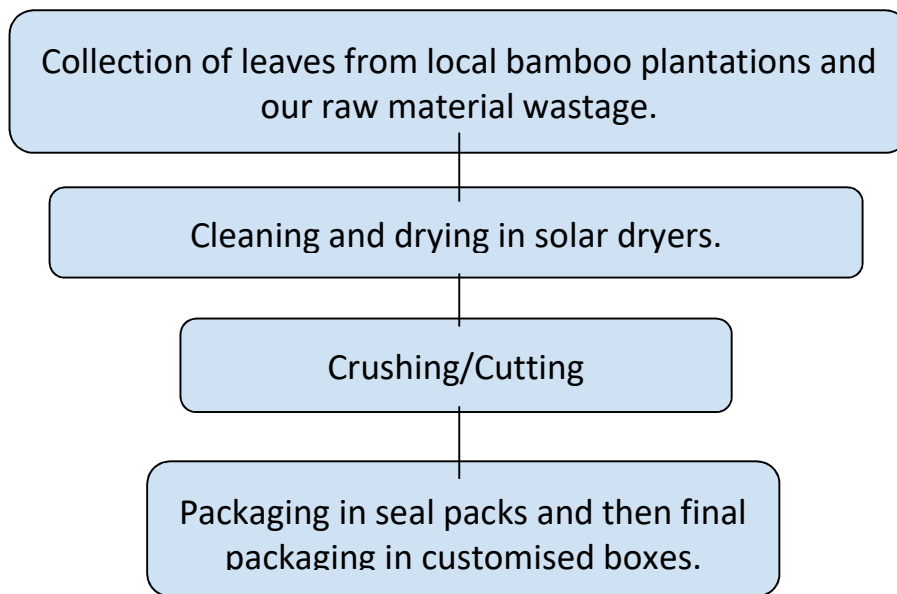 Collection of leaves from local bamboo plantations and
our raw material wastage.
Cleaning and drying in solar dryers.
Crushing/Cutting
Packaging in seal packs and then final
packaging in customised boxes.